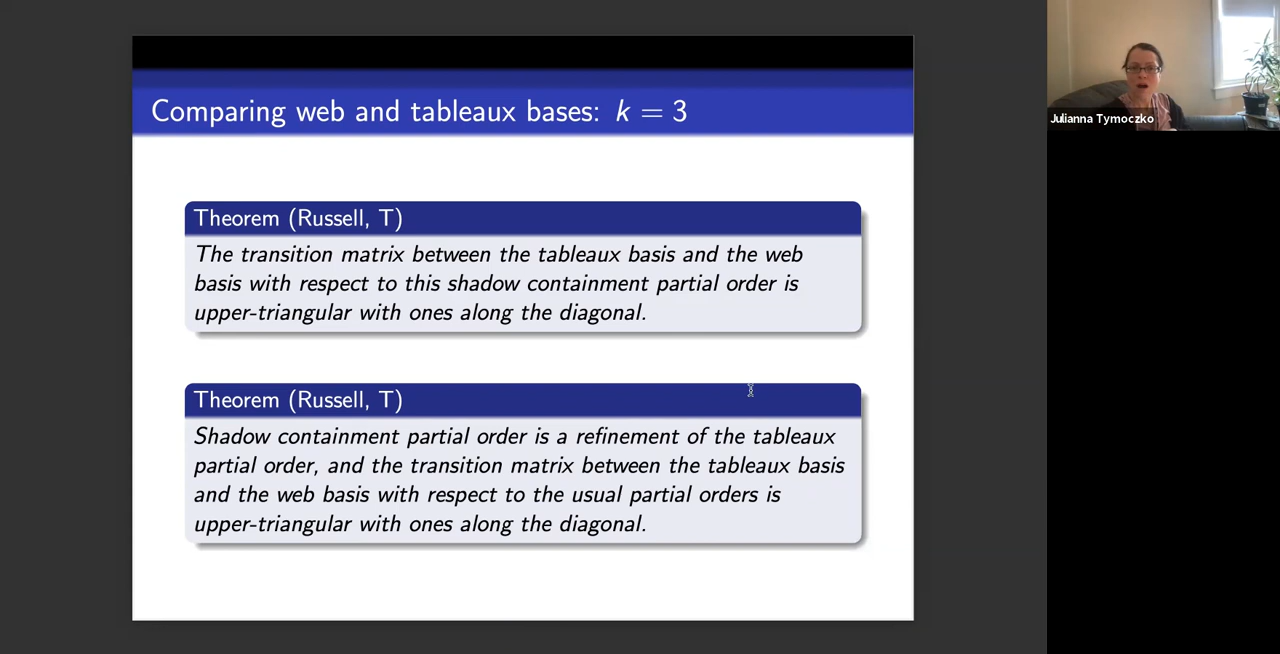 Comparing web and tableaux bases: k = 3
Theorem (Russell, T)
The transition matrix between the tableaux basis and the web
basis with respect to this shadow containment partial order is
upper-triangular with ones along the diagonal.
Theorem (Russell, T)
Shadow containment partial order is a refinement of the tableaux
partial order, and the transition matrix between the tableaux basis
and the web basis with respect to the usual partial orders is
upper-triangular with ones along the diagonal.
Julianna Tymoczko